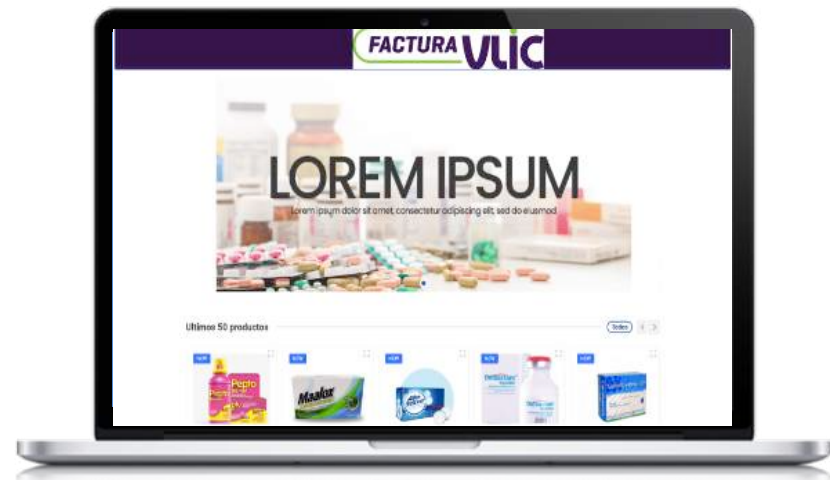 FACTURA VLIC
LOREM IPSUM
Lorem ipsum dolor sit amet, consectetur adipiscing elit, sed do eiusmod
Ultimos 50 productos
Todos
Pepto
Maalox